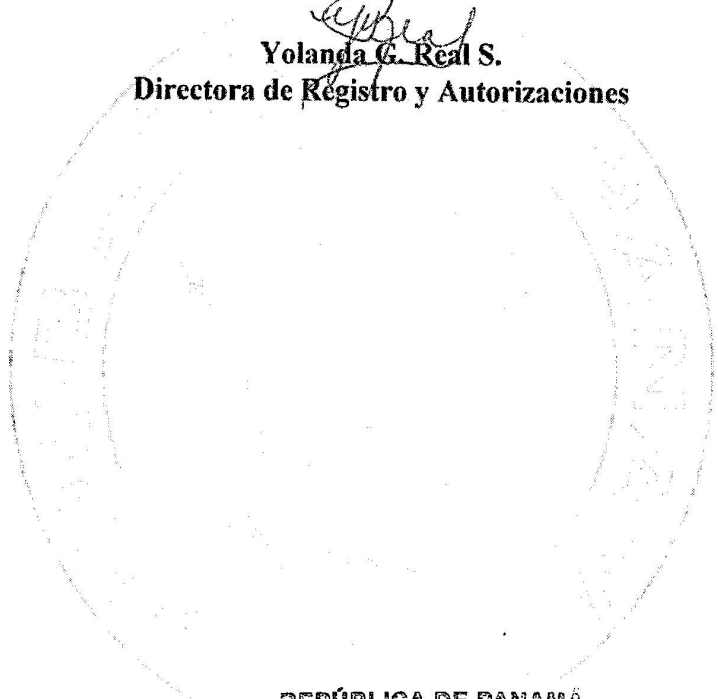 Yolanda G. Real S.
Directora de Registro y Autorizaciones
REPÚBLICA DE PANAMÁ